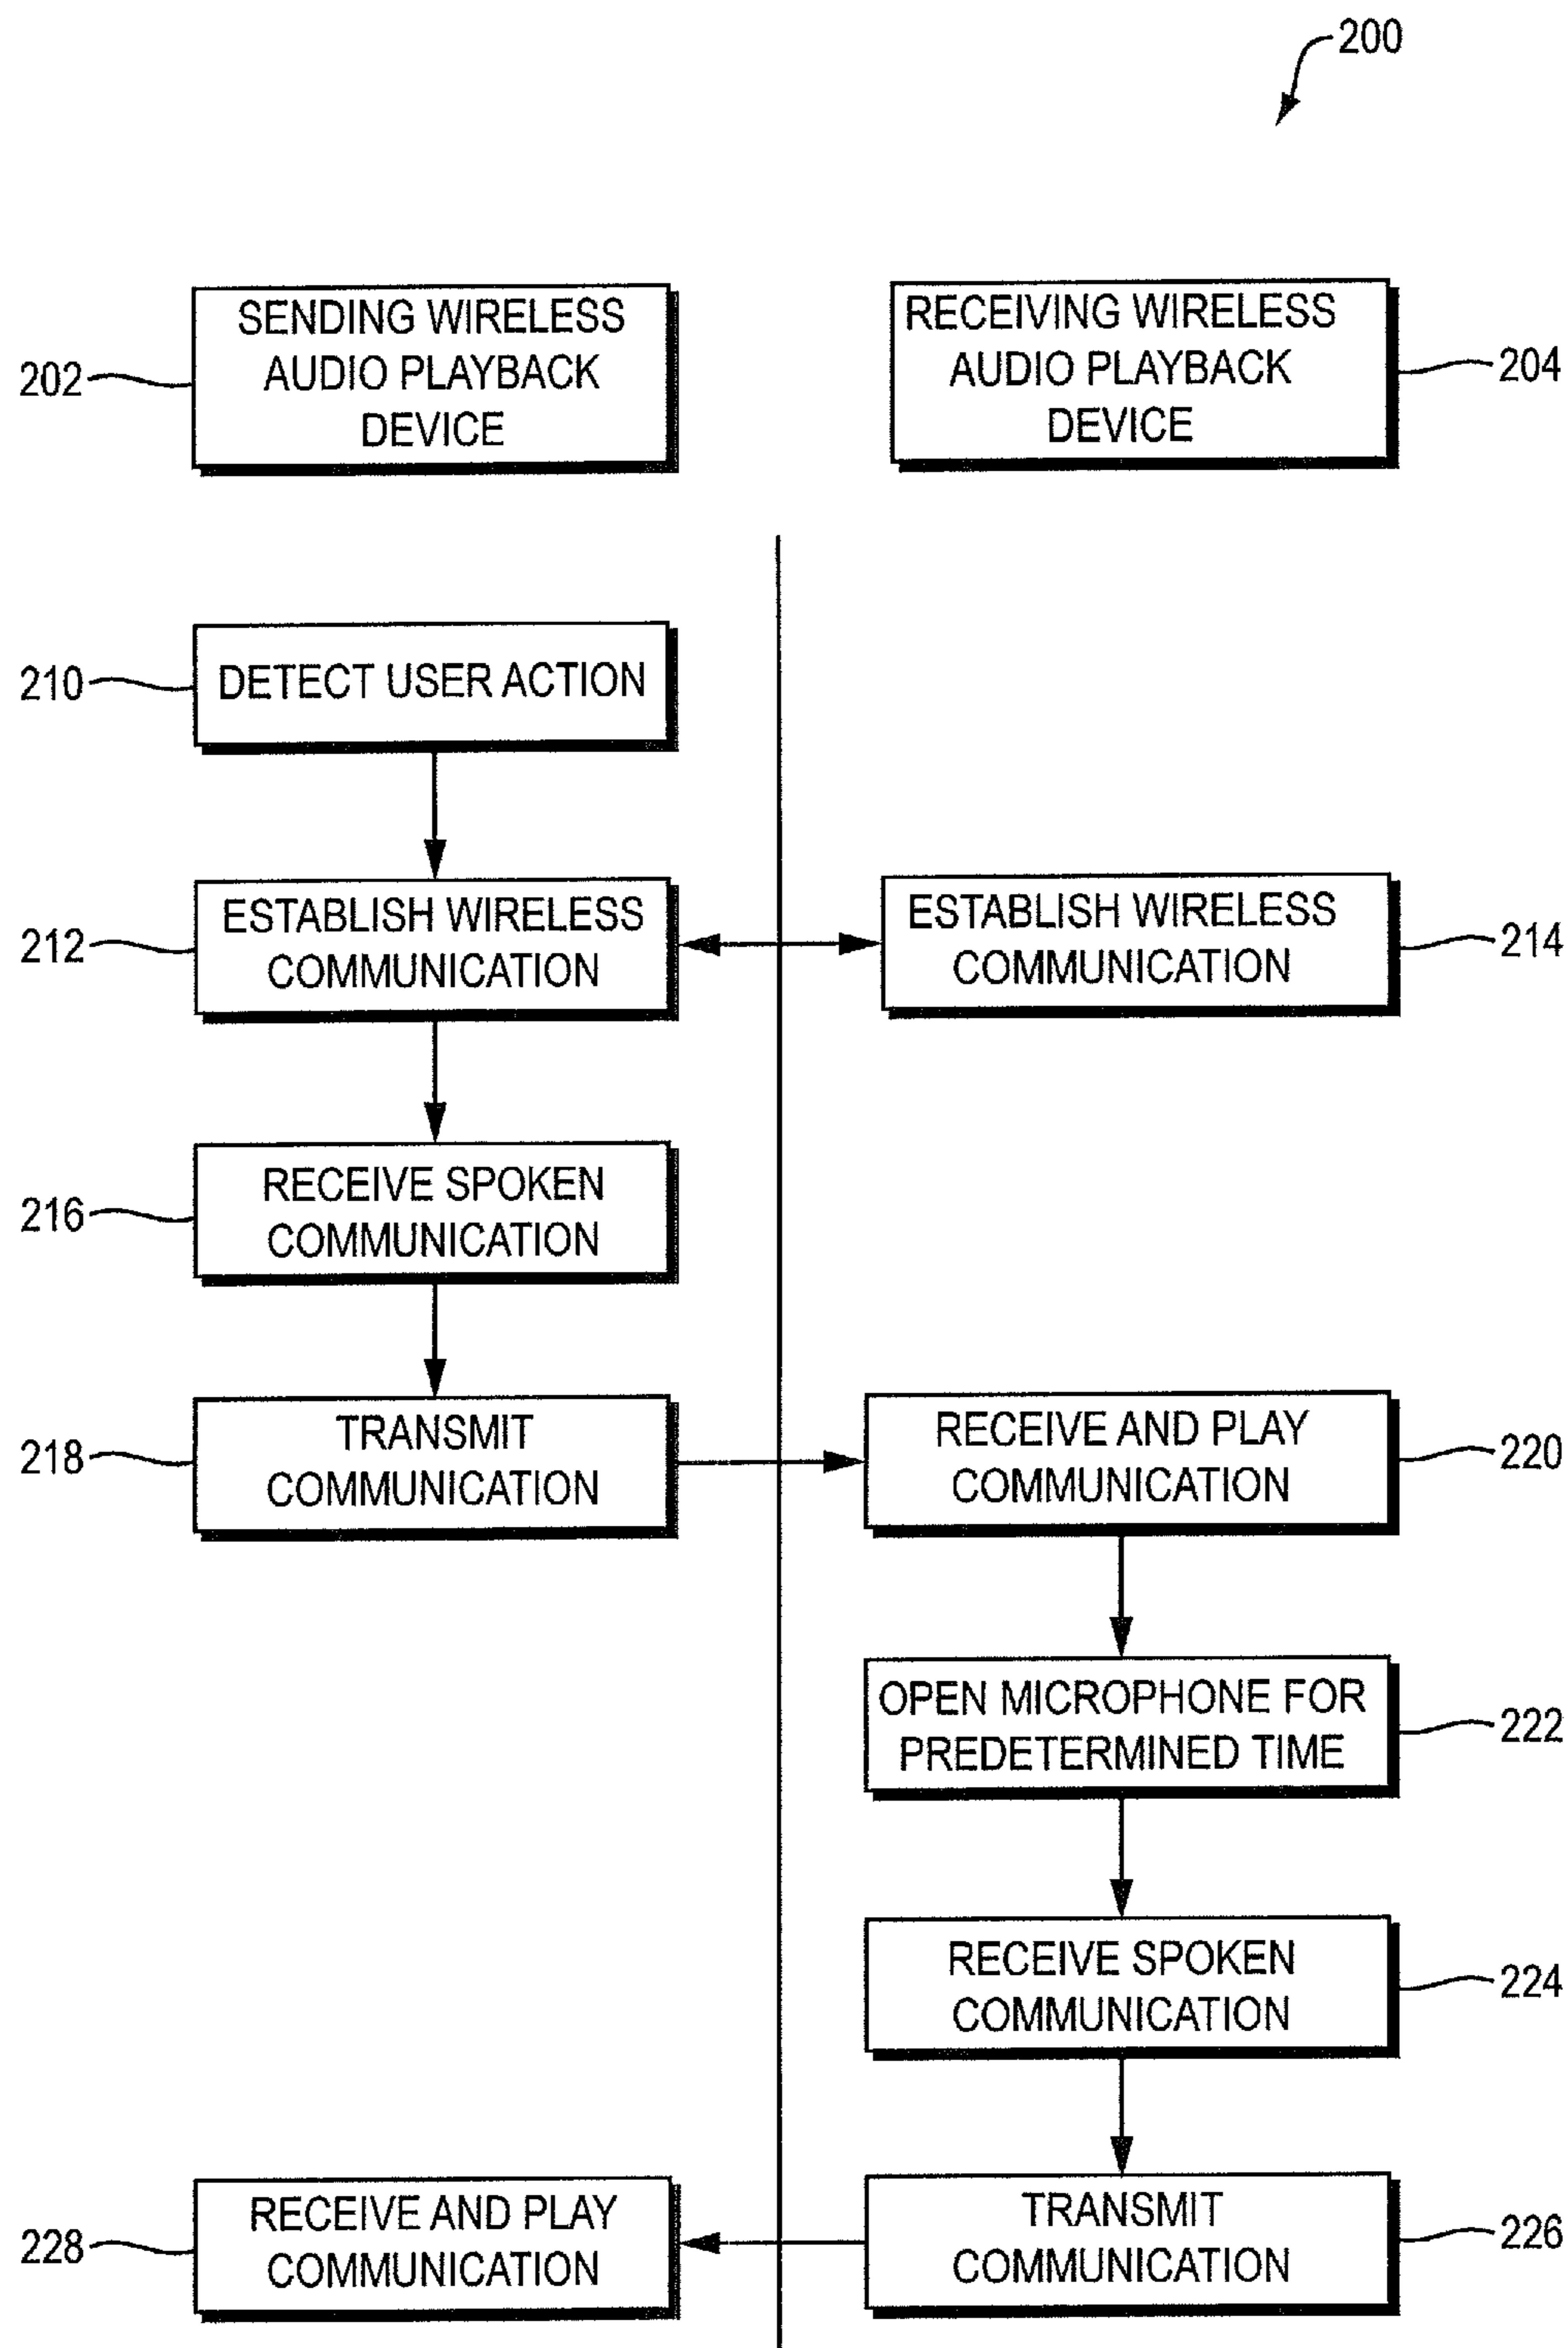 200
SENDING WIRELESS
AUDIO PLAYBACK
DEVICE
202
RECEIVING WIRELESS
AUDIO PLAYBACK
DEVICE
204
DETECT USER ACTION
210
ESTABLISH WIRELESS
COMMUNICATION
212
ESTABLISH WIRELESS
COMMUNICATION
214
RECEIVE SPOKEN
COMMUNICATION
216
TRANSMIT
COMMUNICATION
218
RECEIVE AND PLAY
COMMUNICATION
220
OPEN MICROPHONE FOR
PREDETERMINED TIME
222
RECEIVE SPOKEN
COMMUNICATION
224
TRANSMIT
COMMUNICATION
226
RECEIVE AND PLAY
COMMUNICATION
228